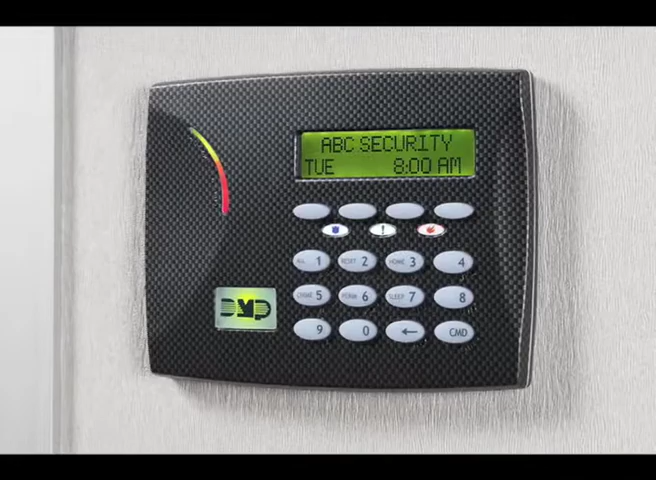 ABC SECURITY
TUE 8:00 AM
ALL 1 RESET 2 HOME 3 4
CHIME 5 PERIM 6 SLEEP 7 8
9 0 ← CMD
DMP